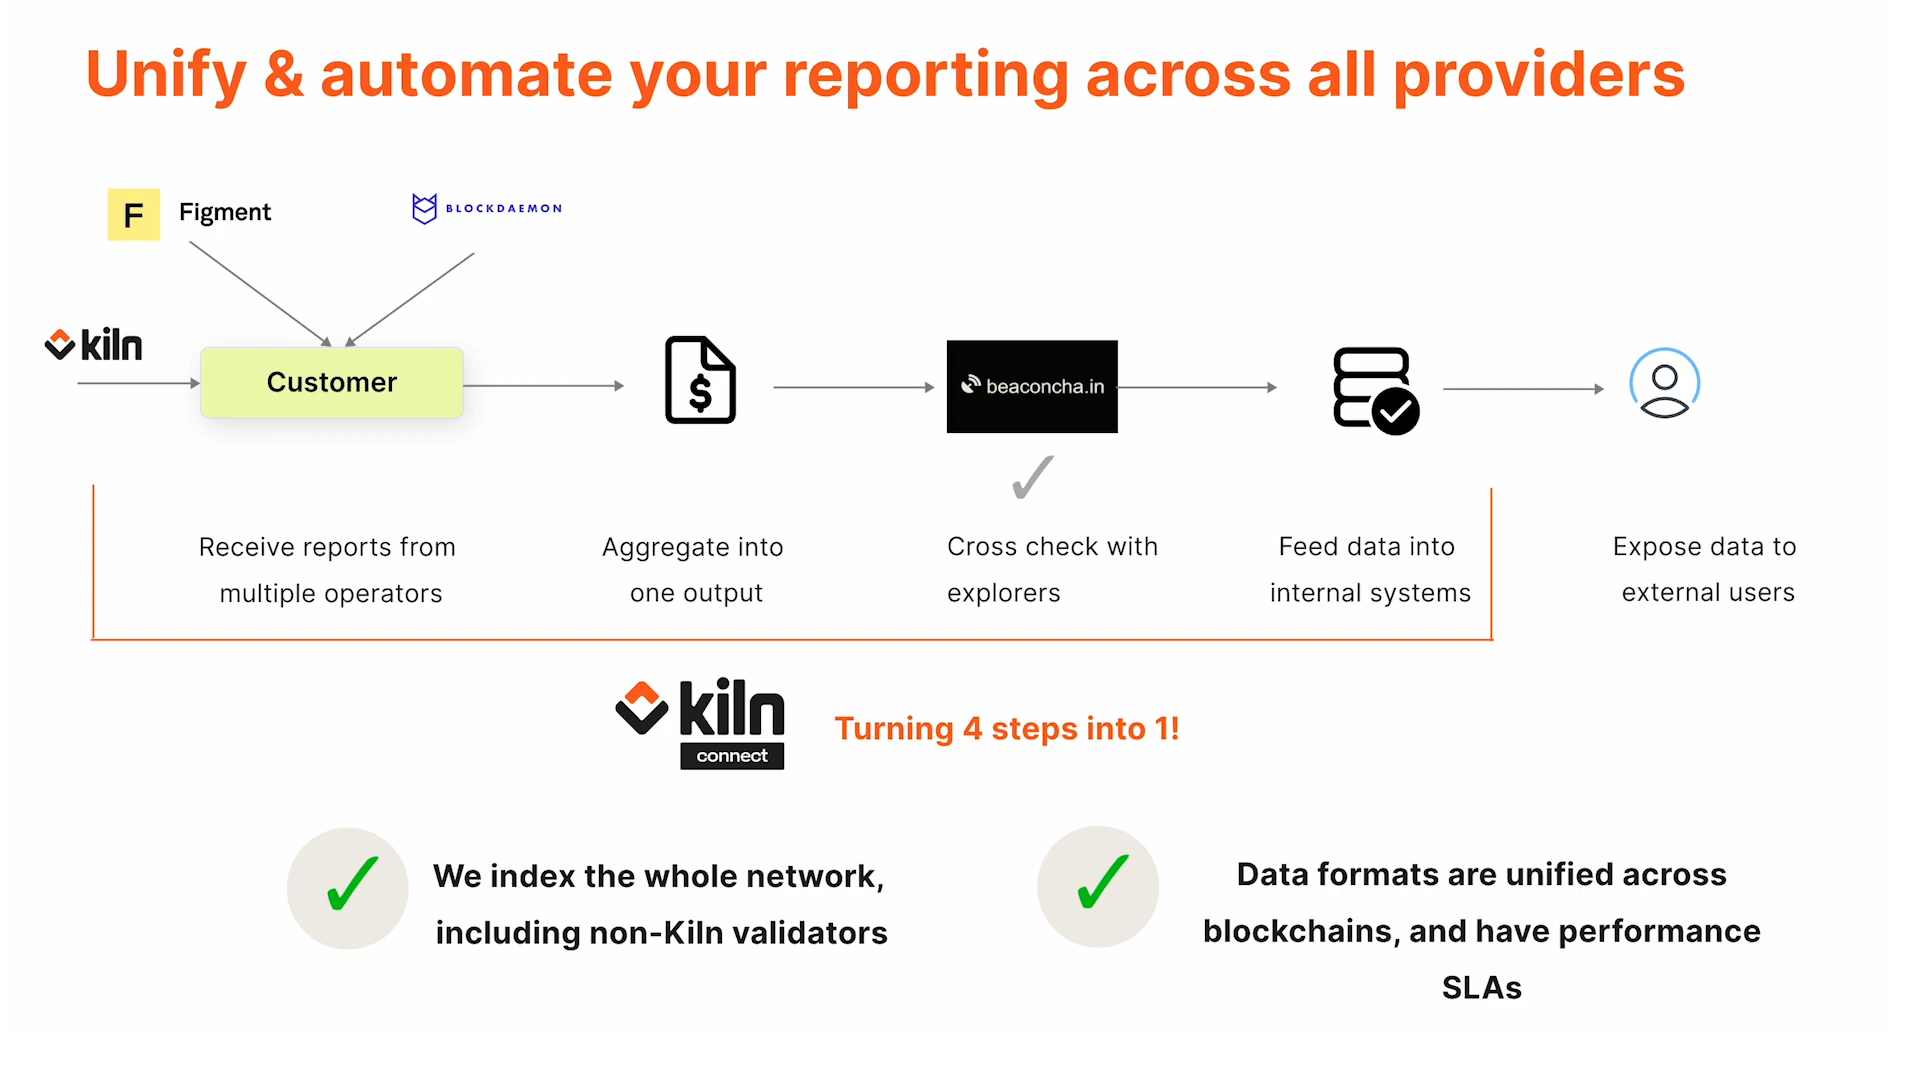 Unify & automate your reporting across all providers
F Figment
BLOCKDAEMON
kiln
Customer
$
beaconcha.in
Receive reports from
multiple operators
Aggregate into
one output
Cross check with
explorers
Feed data into
internal systems
Expose data to
external users
kiln
connect
Turning 4 steps into 1!
We index the whole network,
including non-Kiln validators
Data formats are unified across
blockchains, and have performance
SLAs